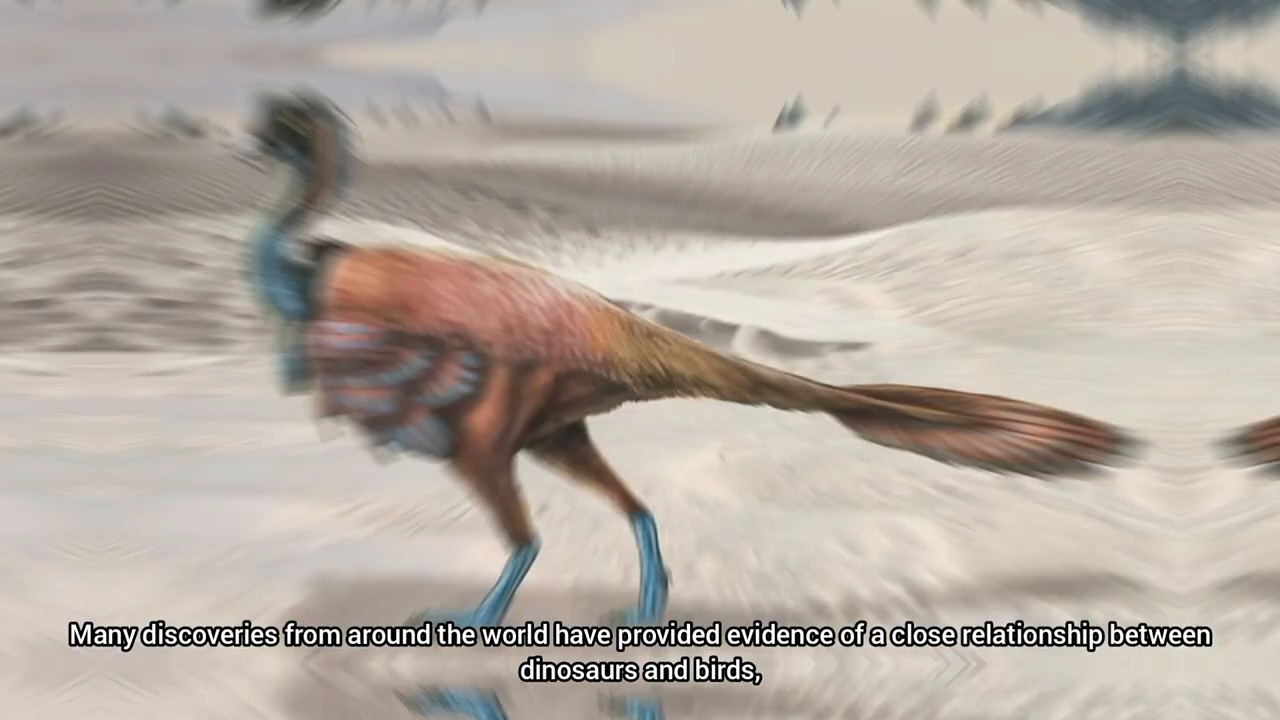 Many discoveries from around the world have provided evidence of a close relationship between
dinosaurs and birds,